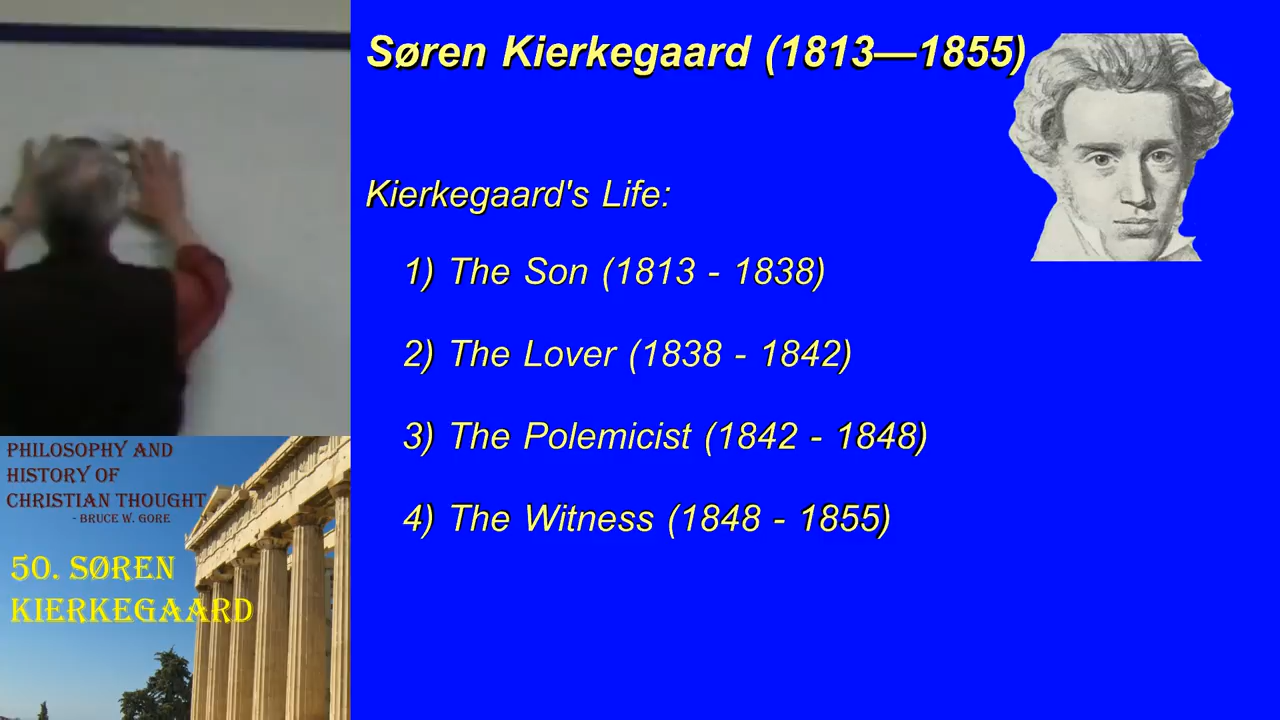 Søren Kierkegaard (1813—1855)
Kierkegaard's Life:
1) The Son (1813 - 1838)
2) The Lover (1838 - 1842)
3) The Polemicist (1842 - 1848)
4) The Witness (1848 - 1855)
PHILOSOPHY AND
HISTORY OF
CHRISTIAN THOUGHT
- BRUCE W. GORE
50. SØREN
KIERKEGAARD